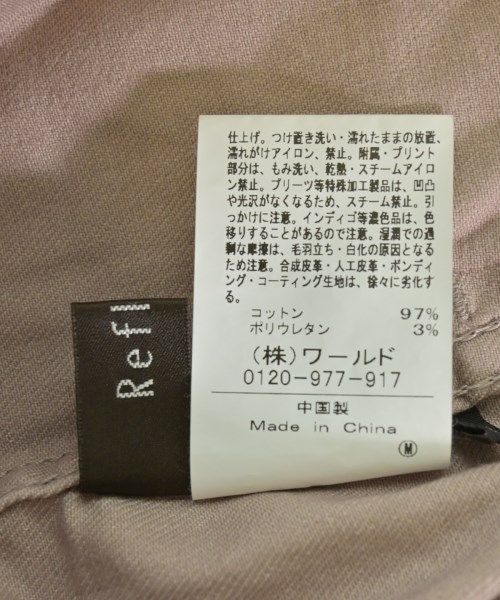 仕上げ。つけ置き洗い・濡れたままの放置、
濡れがけアイロン、禁止。附属・プリント
部分は、もみ洗い、乾熱・スチームアイロ
ン禁止。プリーツ等特殊加工製品は、凹凸
や光沢がなくなるため、スチーム禁止。引
っかけに注意。インディゴ等濃色品は、色
移りすることがあるので注意。湿潤での過
剰な摩擦は、毛羽立ち・白化の原因となる
ため注意。合成皮革・人工皮革・ボンディ
ング・コーティング生地は、徐々に劣化す
る。
コットン 97%
ポリウレタン 3%
(株)ワールド
0120-977-917
中国製
Made in China
M
Refl